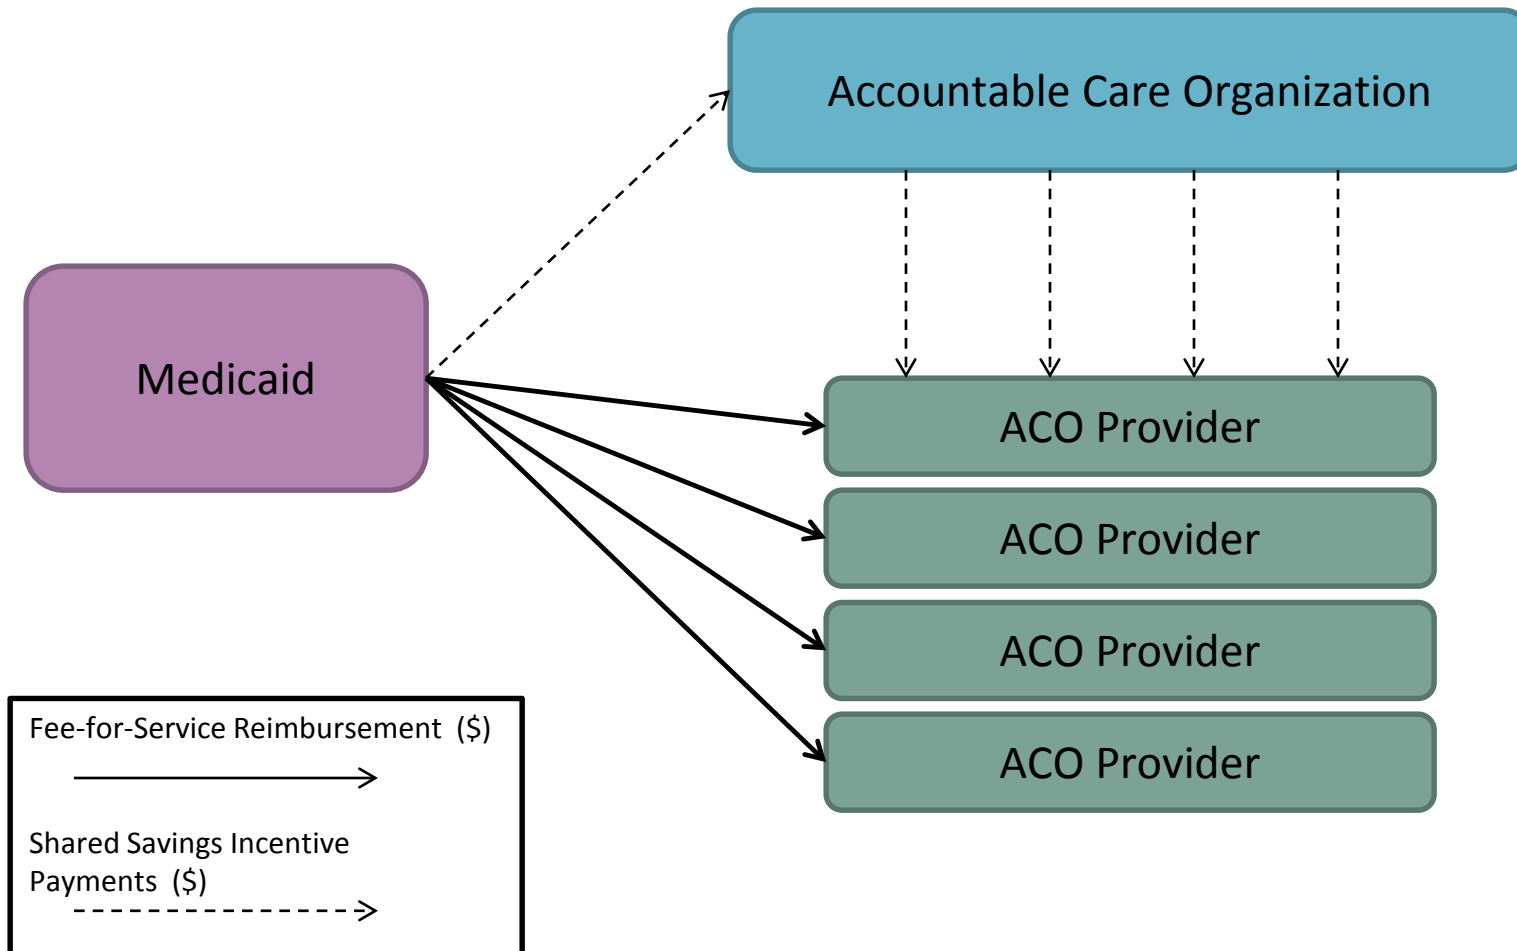 Accountable Care Organization
Medicaid
ACO Provider
ACO Provider
ACO Provider
ACO Provider
Fee-for-Service Reimbursement ($)
Shared Savings Incentive
Payments ($)